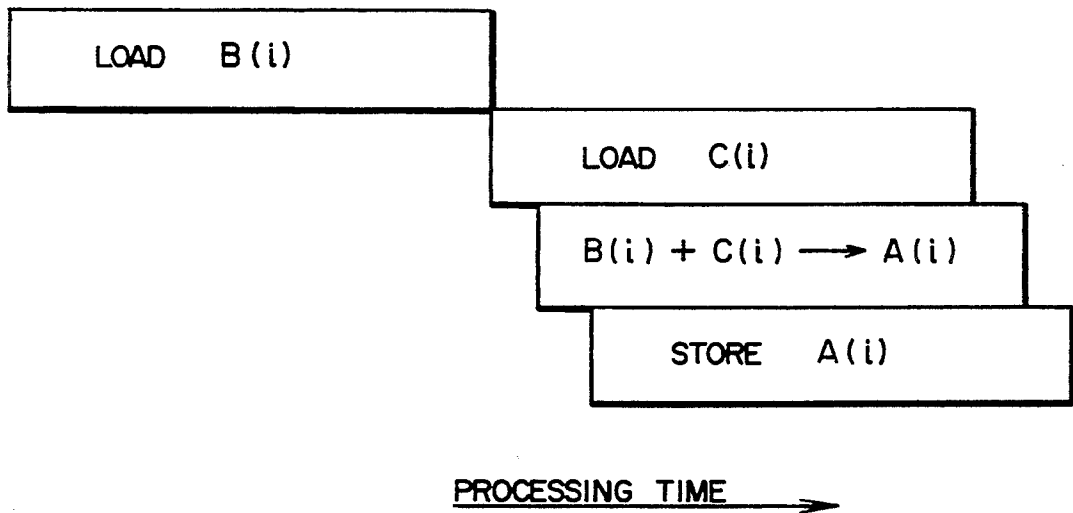 LOAD B(i)
LOAD C(i)
B(i) + C(i) → A(i)
STORE A(i)
PROCESSING TIME